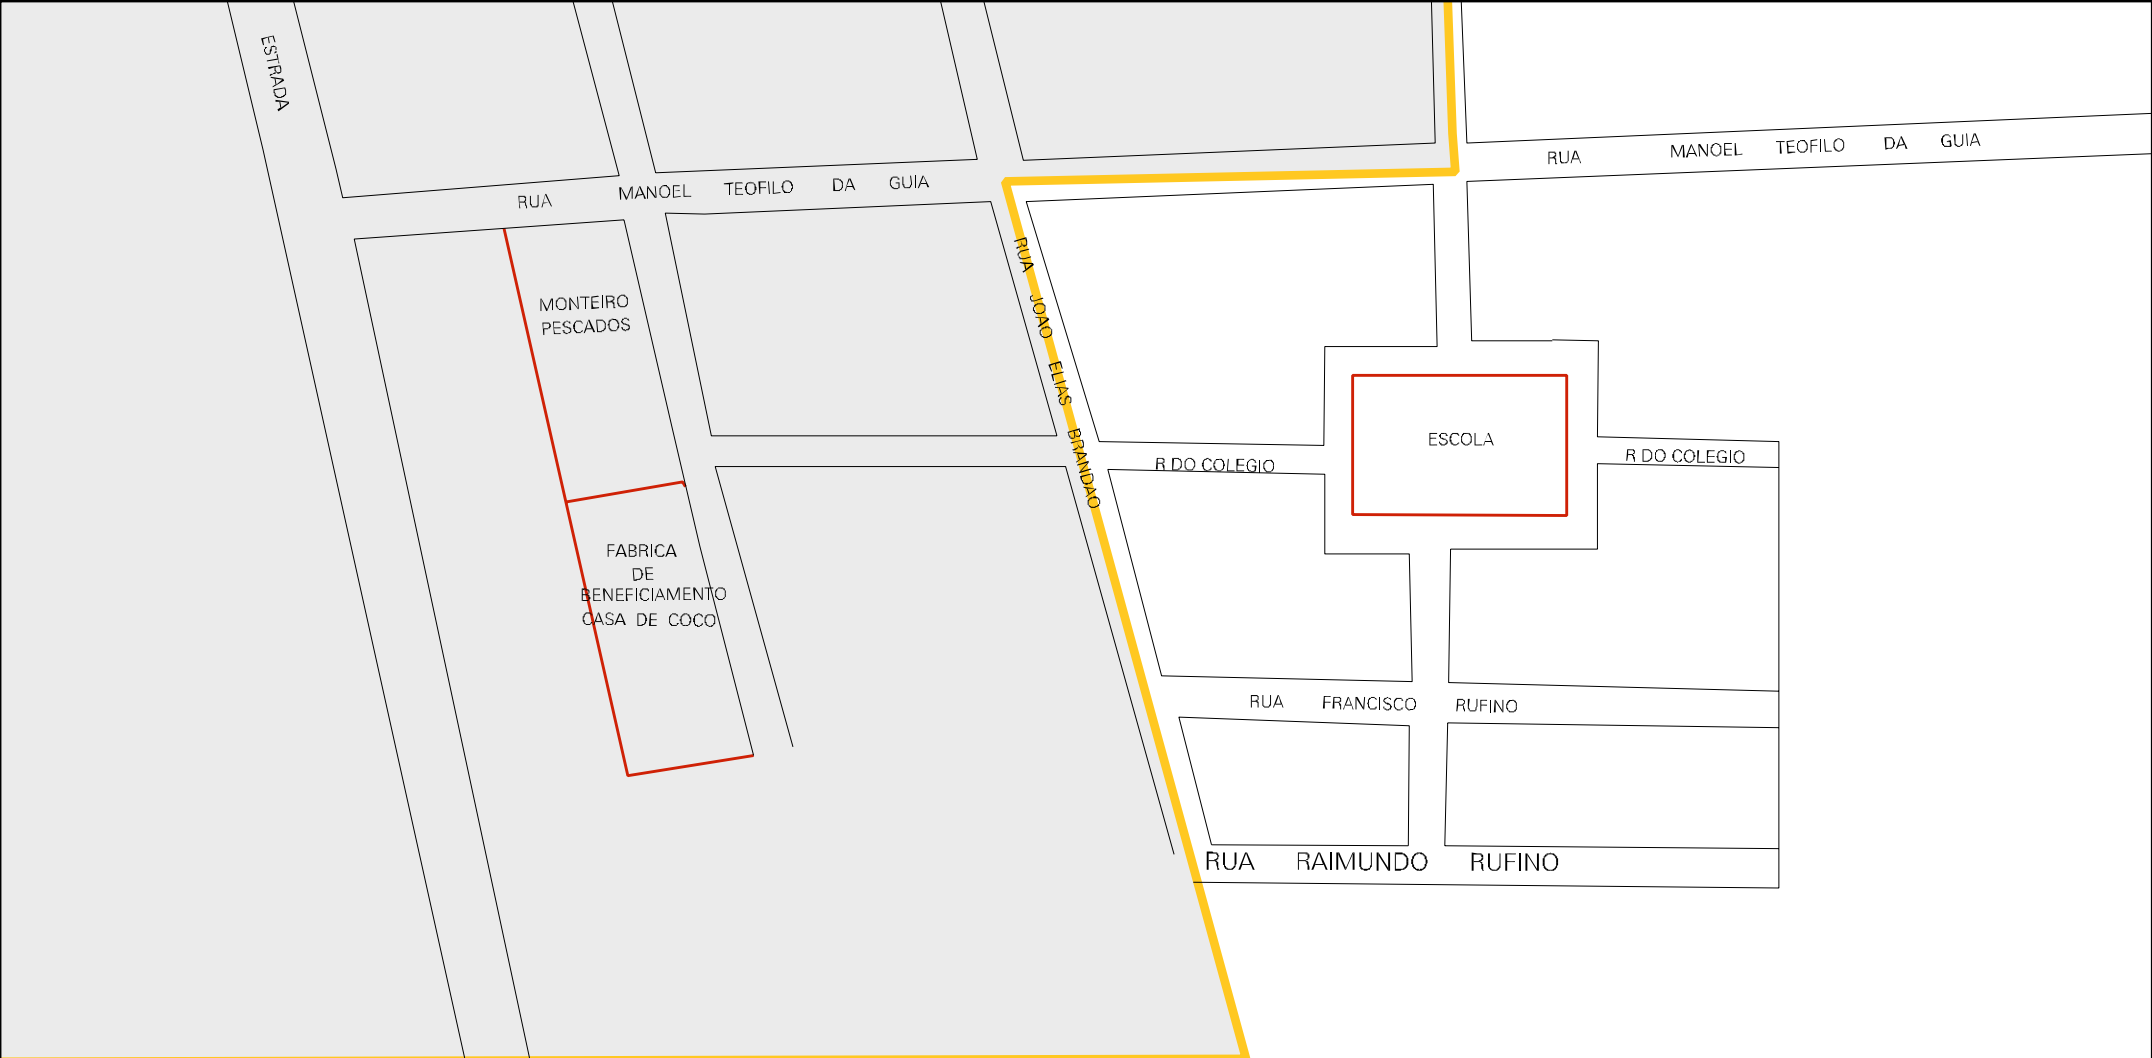 ESTRADA
RUA MANOEL TEOFILO DA GUIA
RUA MANOEL TEOFILO DA GUIA
MONTEIRO
PESCADOS
RUA JOAO ELIAS BRANDAO
ESCOLA
R DO COLEGIO
R DO COLEGIO
FABRICA
DE
BENEFICIAMENTO
CASA DE COCO
RUA FRANCISCO RUFINO
RUA RAIMUNDO RUFINO